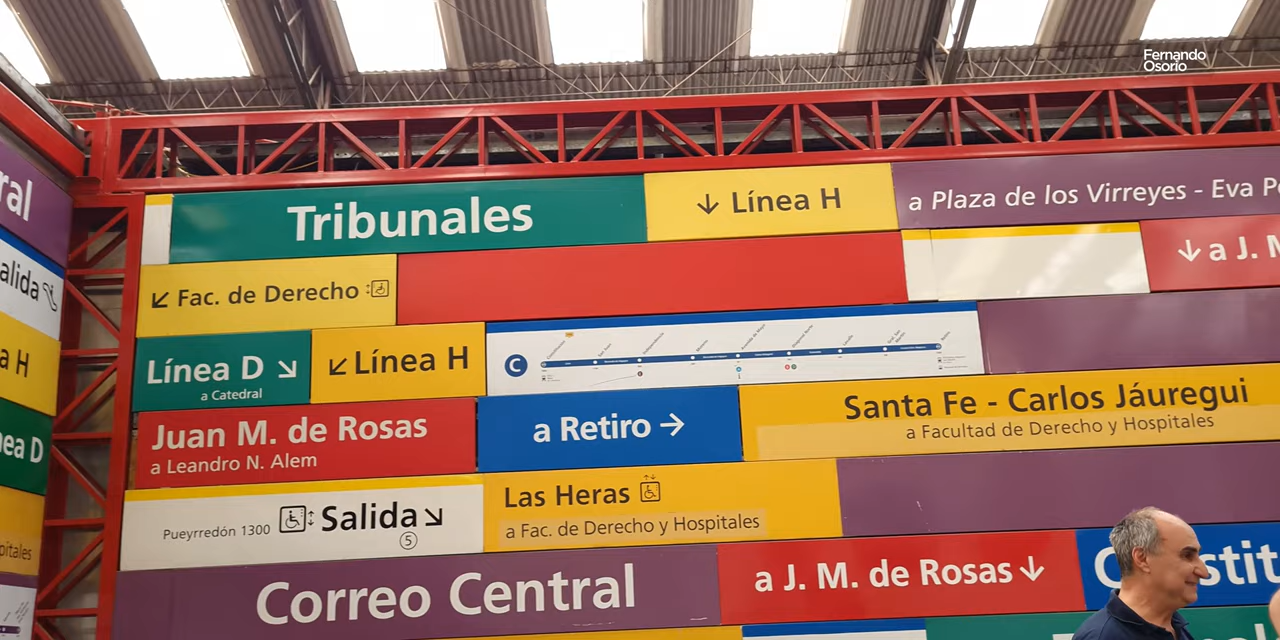 Fernando
Osorio
ral
Tribunales
↓ Línea H
a Plaza de los Virreyes - Eva
alida
↙ Fac. de Derecho
↓ a J.
a H
Línea D ↘
a Catedral
↙ Línea H
C
Santa Fe - Carlos Jáuregui
a Facultad de Derecho y Hospitales
Juan M. de Rosas
a Leandro N. Alem
a Retiro →
ea D
Pueyrredón 1300
Salida ↘
5
Las Heras
a Fac. de Derecho y Hospitales
pitales
Correo Central
a J. M. de Rosas ↓
C stit